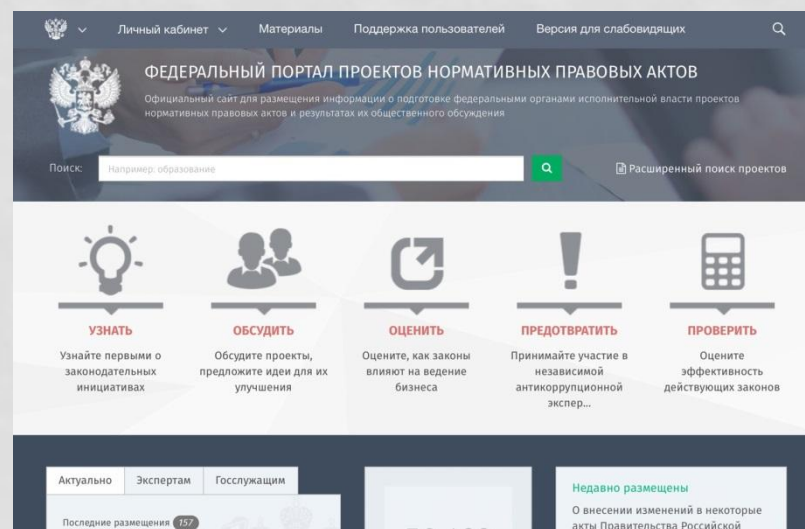 Личный кабинет Материалы Поддержка пользователей Версия для слабовидящих
ФЕДЕРАЛЬНЫЙ ПОРТАЛ ПРОЕКТОВ НОРМАТИВНЫХ ПРАВОВЫХ АКТОВ
Официальный сайт для размещения информации о подготовке федеральными органами исполнительной власти проектов
нормативных правовых актов и результатах их общественного обсуждения
Поиск: Например: образование Расширенный поиск проектов
УЗНАТЬ
Узнайте первыми о
законодательных
инициативах
ОБСУДИТЬ
Обсудите проекты,
предложите идеи для их
улучшения
ОЦЕНИТЬ
Оцените, как законы
влияют на ведение
бизнеса
ПРЕДОТВРАТИТЬ
Принимайте участие в
независимой
антикоррупционной
экспер...
ПРОВЕРИТЬ
Оцените
эффективность
действующих законов
Актуально Экспертам Госслужащим
Последние размещения 157
Недавно размещены
О внесении изменений в некоторые
акты Правительства Российской